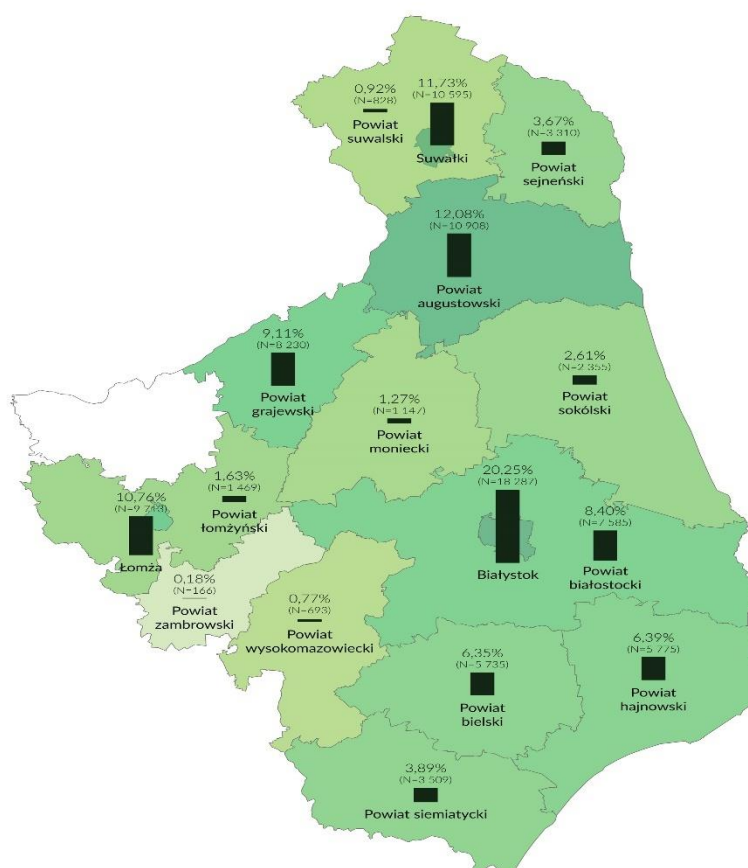 0,92%
(N=828)
Powiat
suwalski
11,73%
(N=10 595)
Suwałki
3,67%
(N=3 310)
Powiat
sejneński
12,08%
(N=10 908)
Powiat
augustowski
9,11%
(N=8 230)
Powiat
grajewski
1,27%
(N=1 147)
Powiat
moniecki
2,61%
(N=2 355)
Powiat
sokólski
10,76%
(N=9 713)
Łomża
1,63%
(N=1 469)
Powiat
łomżyński
20,25%
(N=18 287)
Białystok
8,40%
(N=7 585)
Powiat
białostocki
0,18%
(N=166)
Powiat
zambrowski
0,77%
(N=693)
Powiat
wysokomazowiecki
6,35%
(N=5 735)
Powiat
bielski
6,39%
(N=5 775)
Powiat
hajnowski
3,89%
(N=3 509)
Powiat siemiatycki